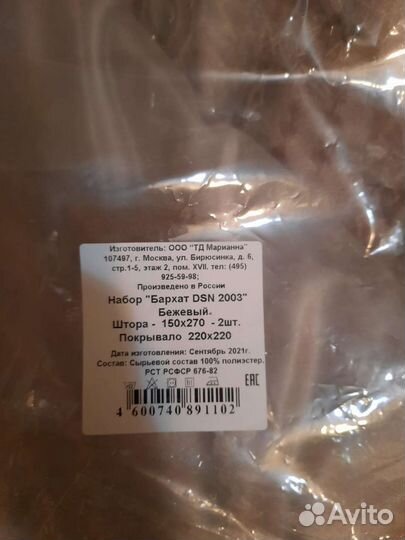 Изготовитель: ООО "ТД Марианна"
107497, г. Москва, ул. Бирюсинка, д. 6,
стр.1-5, этаж 2, пом. XVII. тел: (495)
925-59-98;
Произведено в России
Набор "Бархат DSN 2003"
Бежевый.
Штора - 150х270 - 2шт.
Покрывало 220х220
Дата изготовления: Сентябрь 2021г.
Состав: Сырьевой состав 100% полиэстер.
РСТ РСФСР 676-82
EAC
4 600740 891102
Avito